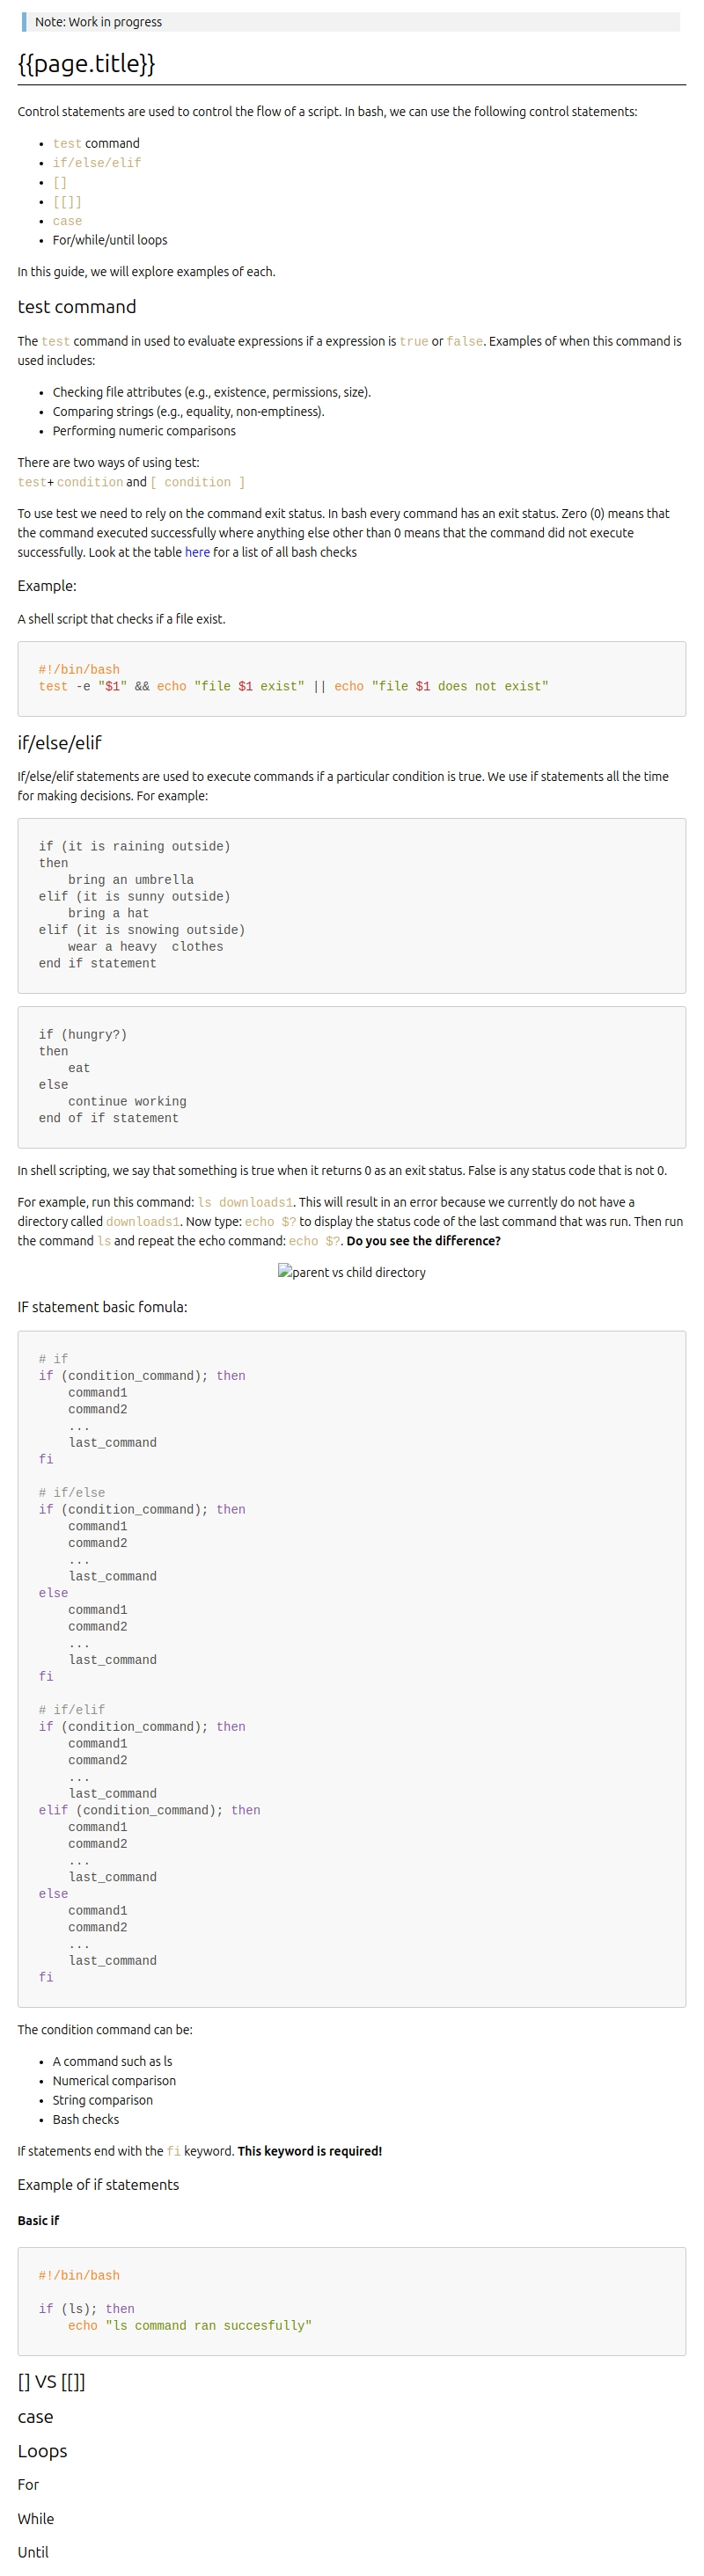 Note: Work in progress
{{page.title}}
Control statements are used to control the flow of a script. In bash, we can use the following control statements:
• test command
• if/else/elif
• []
• [[]]
• case
• For/while/until loops
In this guide, we will explore examples of each.
test command
The test command in used to evaluate expressions if a expression is true or false. Examples of when this command is
used includes:
• Checking file attributes (e.g., existence, permissions, size).
• Comparing strings (e.g., equality, non-emptiness).
• Performing numeric comparisons
There are two ways of using test:
test+ condition and [ condition ]
To use test we need to rely on the command exit status. In bash every command has an exit status. Zero (0) means that
the command executed successfully where anything else other than 0 means that the command did not execute
successfully. Look at the table here for a list of all bash checks
Example:
A shell script that checks if a file exist.
#!/bin/bash
test -e "$1" && echo "file $1 exist" || echo "file $1 does not exist"
if/else/elif
If/else/elif statements are used to execute commands if a particular condition is true. We use if statements all the time
for making decisions. For example:
if (it is raining outside)
then
    bring an umbrella
elif (it is sunny outside)
    bring a hat
elif (it is snowing outside)
    wear a heavy  clothes
end if statement
if (hungry?)
then
    eat
else
    continue working
end of if statement
In shell scripting, we say that something is true when it returns 0 as an exit status. False is any status code that is not 0.
For example, run this command: ls downloads1. This will result in an error because we currently do not have a
directory called downloads1. Now type: echo $? to display the status code of the last command that was run. Then run
the command ls and repeat the echo command: echo $?. Do you see the difference?
parent vs child directory
IF statement basic fomula:
# if
if (condition_command); then
    command1
    command2
    ...
    last_command
fi
# if/else
if (condition_command); then
    command1
    command2
    ...
    last_command
else
    command1
    command2
    ...
    last_command
fi
# if/elif
if (condition_command); then
    command1
    command2
    ...
    last_command
elif (condition_command); then
    command1
    command2
    ...
    last_command
else
    command1
    command2
    ...
    last_command
fi
The condition command can be:
• A command such as ls
• Numerical comparison
• String comparison
• Bash checks
If statements end with the fi keyword. This keyword is required!
Example of if statements
Basic if
#!/bin/bash
if (ls); then
    echo "ls command ran succesfully"
[] VS [[]]
case
Loops
For
While
Until